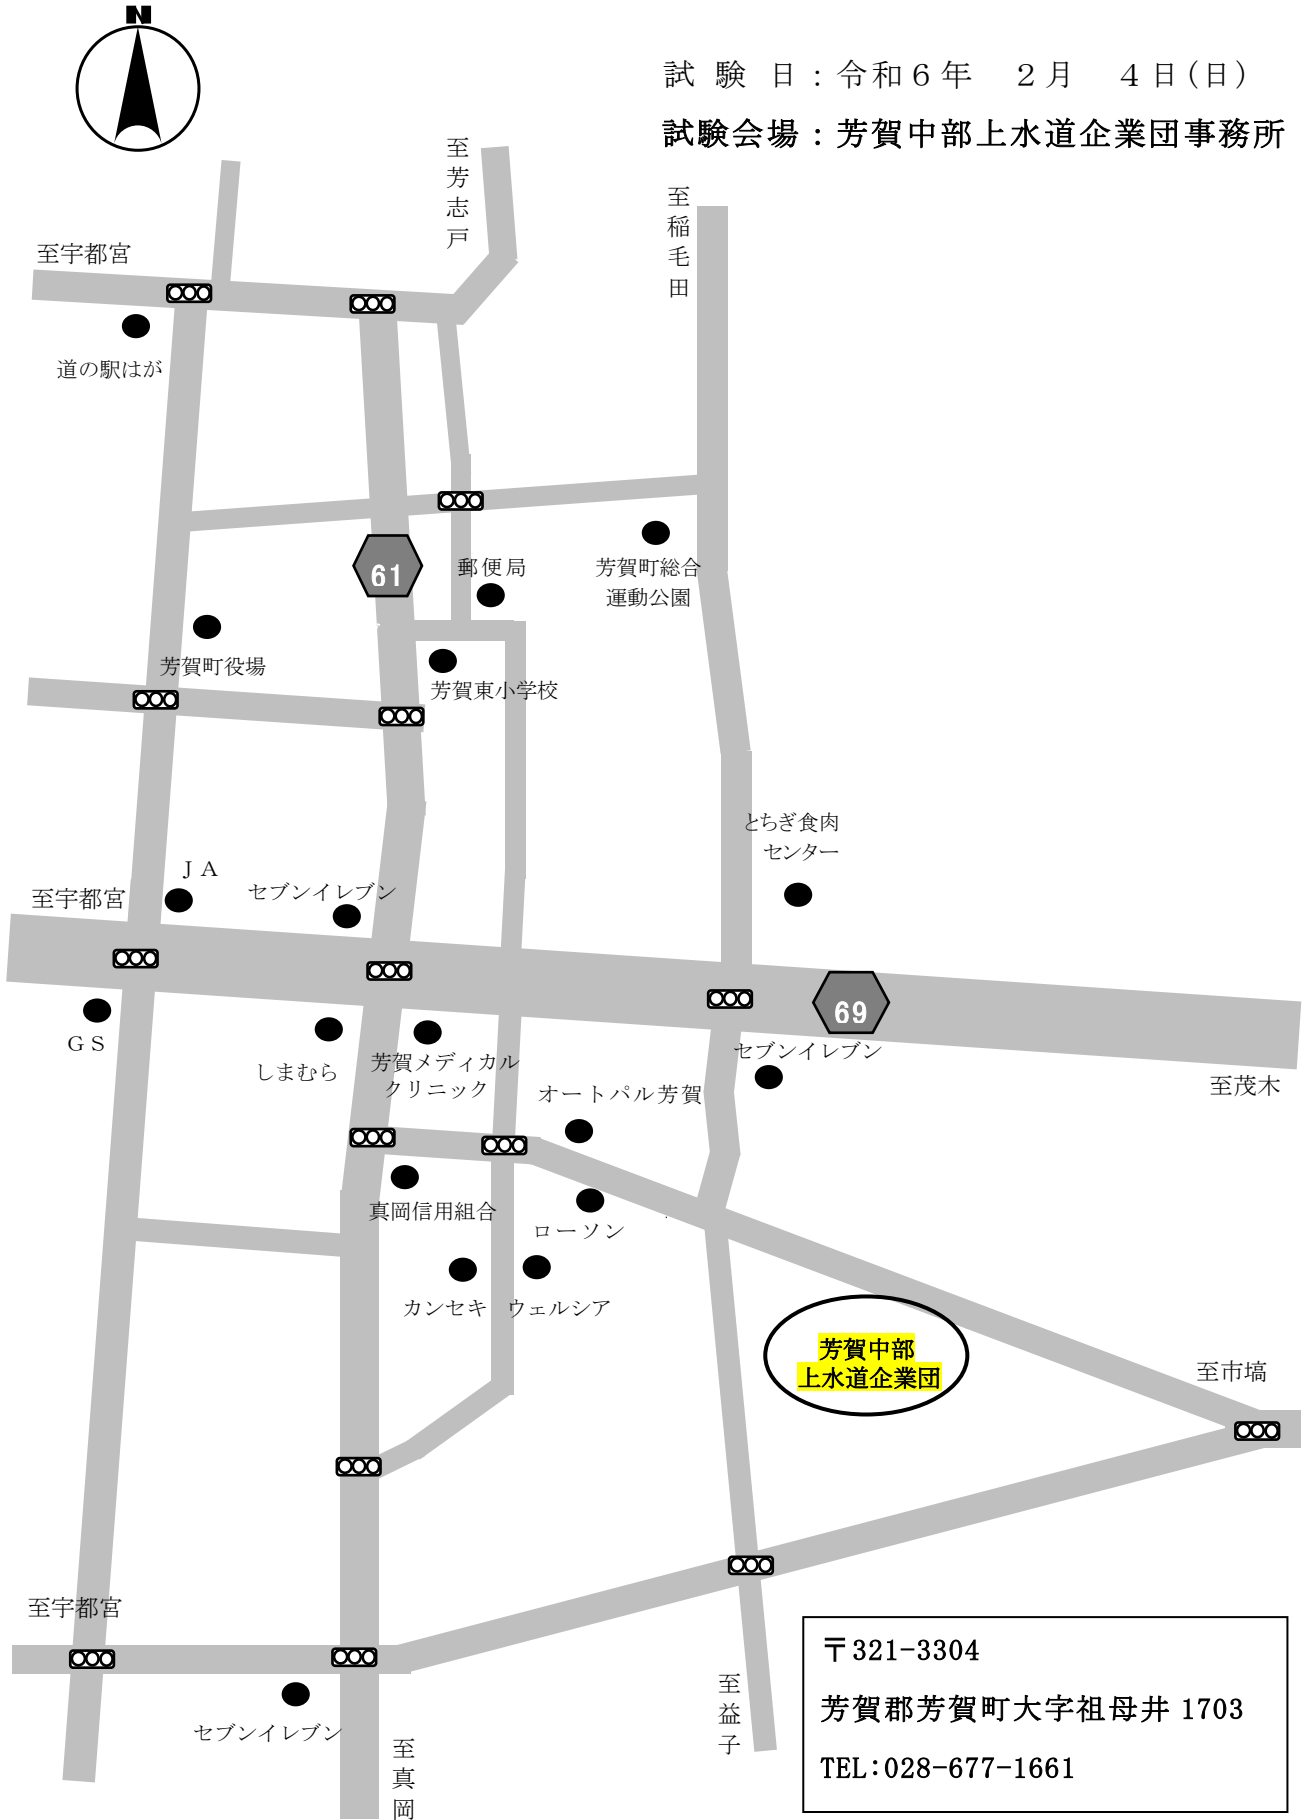 N
試 験 日：令和６年　２月　４日（日）
試験会場：芳賀中部上水道企業団事務所
至芳志戸
至稲毛田
至宇都宮
道の駅はが
61
郵便局
芳賀町総合
運動公園
芳賀町役場
芳賀東小学校
とちぎ食肉
センター
ＪＡ
セブンイレブン
至宇都宮
69
ＧＳ
しまむら
芳賀メディカル
クリニック
セブンイレブン
オートパル芳賀
至茂木
真岡信用組合
ローソン
カンセキ
ウェルシア
芳賀中部
上水道企業団
至市塙
至宇都宮
セブンイレブン
至真岡
至益子
〒321-3304
芳賀郡芳賀町大字祖母井 1703
TEL：028-677-1661